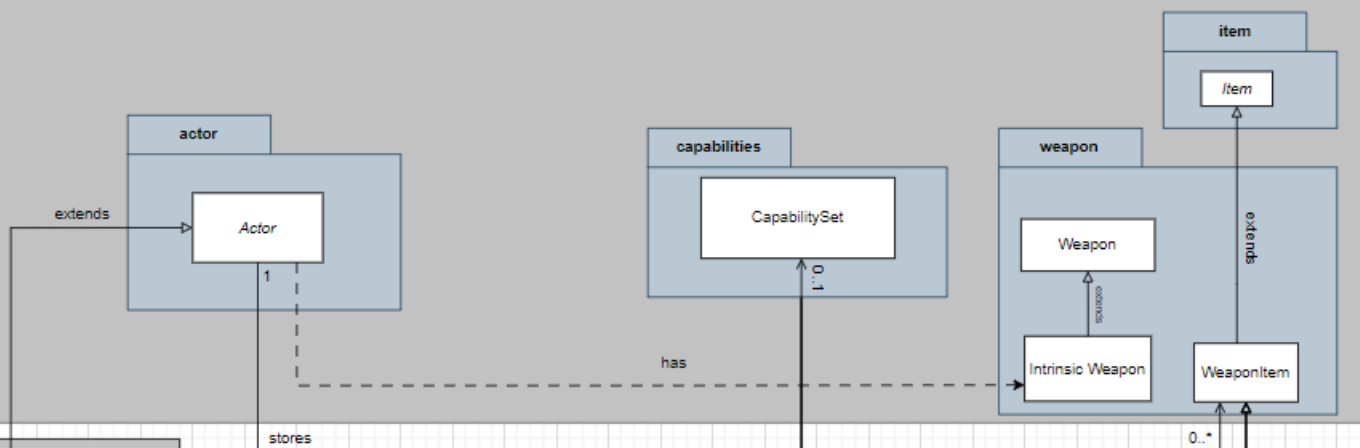 item
Item
actor
capabilities
weapon
extends
Actor
CapabilitySet
Weapon
extends
1
0..1
extends
has
Intrinsic Weapon
WeaponItem
stores
0..*